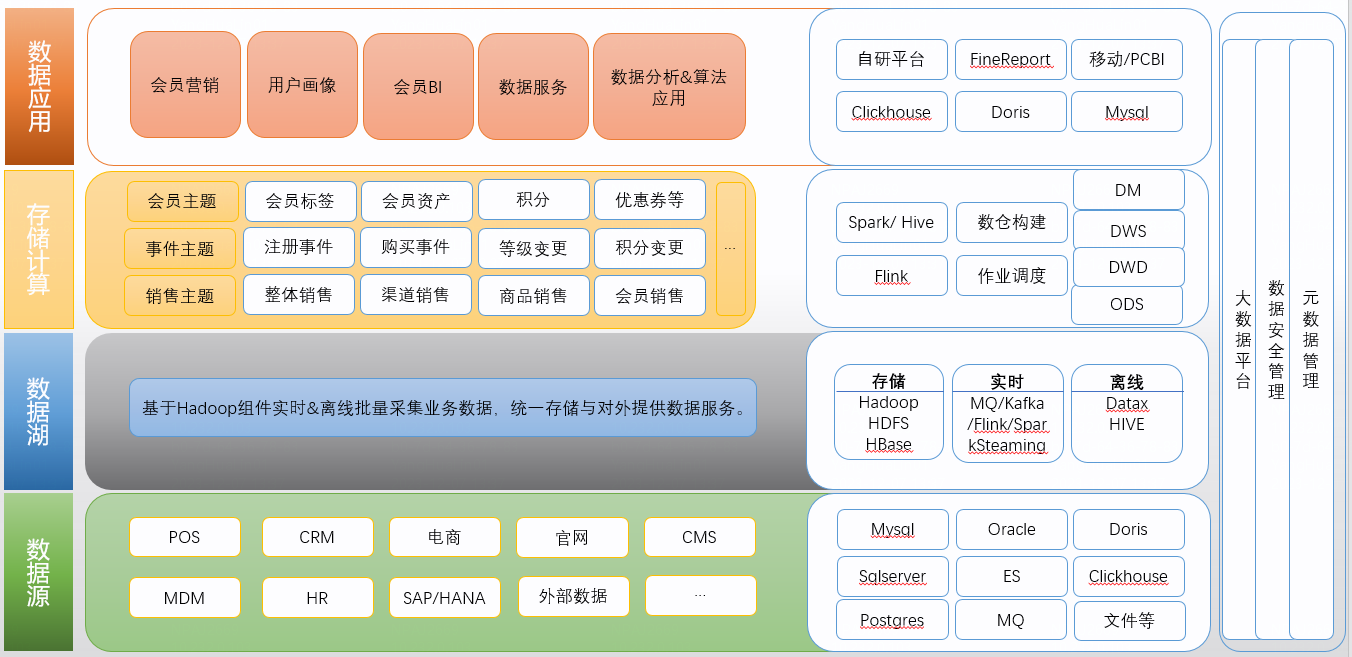 数据应用
会员营销
用户画像
会员BI
数据服务
数据分析&算法
应用
自研平台
FineReport
移动/PCBI
Clickhouse
Doris
Mysql
存储计算
会员主题
会员标签
会员资产
积分
优惠券等
事件主题
注册事件
购买事件
等级变更
积分变更
销售主题
整体销售
渠道销售
商品销售
会员销售
...
Spark/ Hive
数仓构建
Flink
作业调度
DM
DWS
DWD
ODS
数据湖
基于Hadoop组件实时&离线批量采集业务数据，统一存储与对外提供数据服务。
存储
Hadoop
HDFS
HBase
实时
MQ/Kafka
/Flink/Spar
kSteaming
离线
Datax
HIVE
数据源
POS
CRM
电商
官网
CMS
MDM
HR
SAP/HANA
外部数据
...
Mysql
Oracle
Doris
Sqlserver
ES
Clickhouse
Postgres
MQ
文件等
大数据平台
数据安全管理
元数据管理